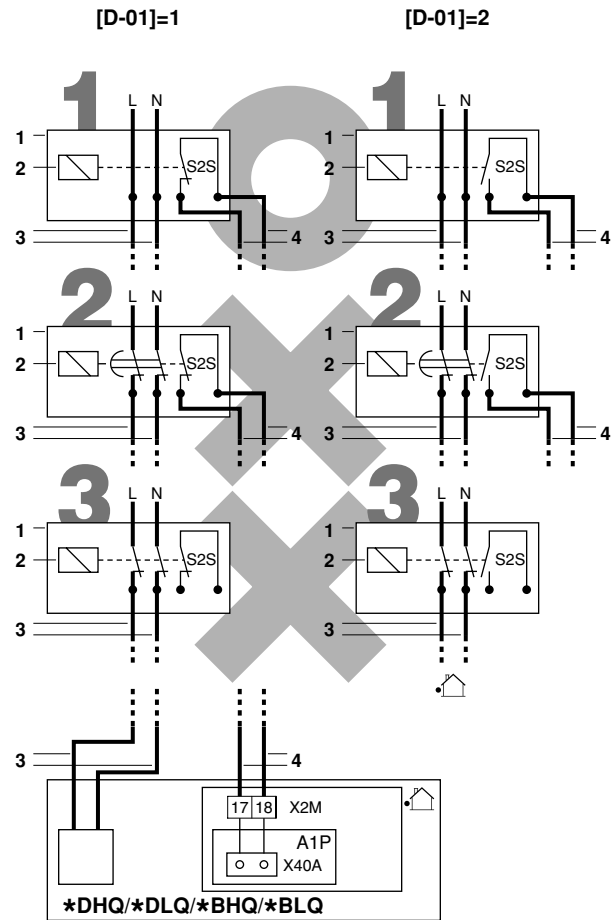 [D-01]=1 [D-01]=2
1 1
L N
1 1
2 S2S 2 S2S
3 4 3 4
2 2
L N L N
1 1
2 S2S 2 S2S
3 4 3 4
3 3
L N L N
1 1
2 S2S 2 S2S
3 3
3 4
17 18 X2M
A1P
X40A
*DHQ/*DLQ/*BHQ/*BLQ